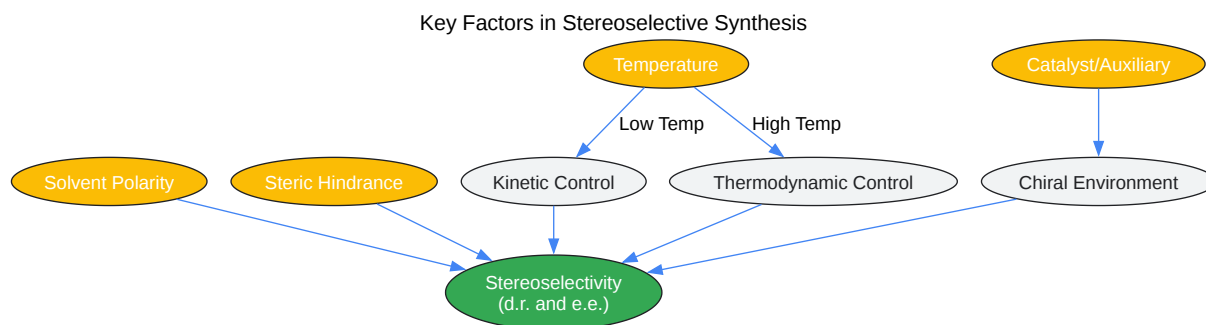 Key Factors in Stereoselective Synthesis
Temperature
Catalyst/Auxiliary
Low Temp
High Temp
Solvent Polarity
Steric Hindrance
Kinetic Control
Thermodynamic Control
Chiral Environment
Stereoselectivity
(d.r. and e.e.)